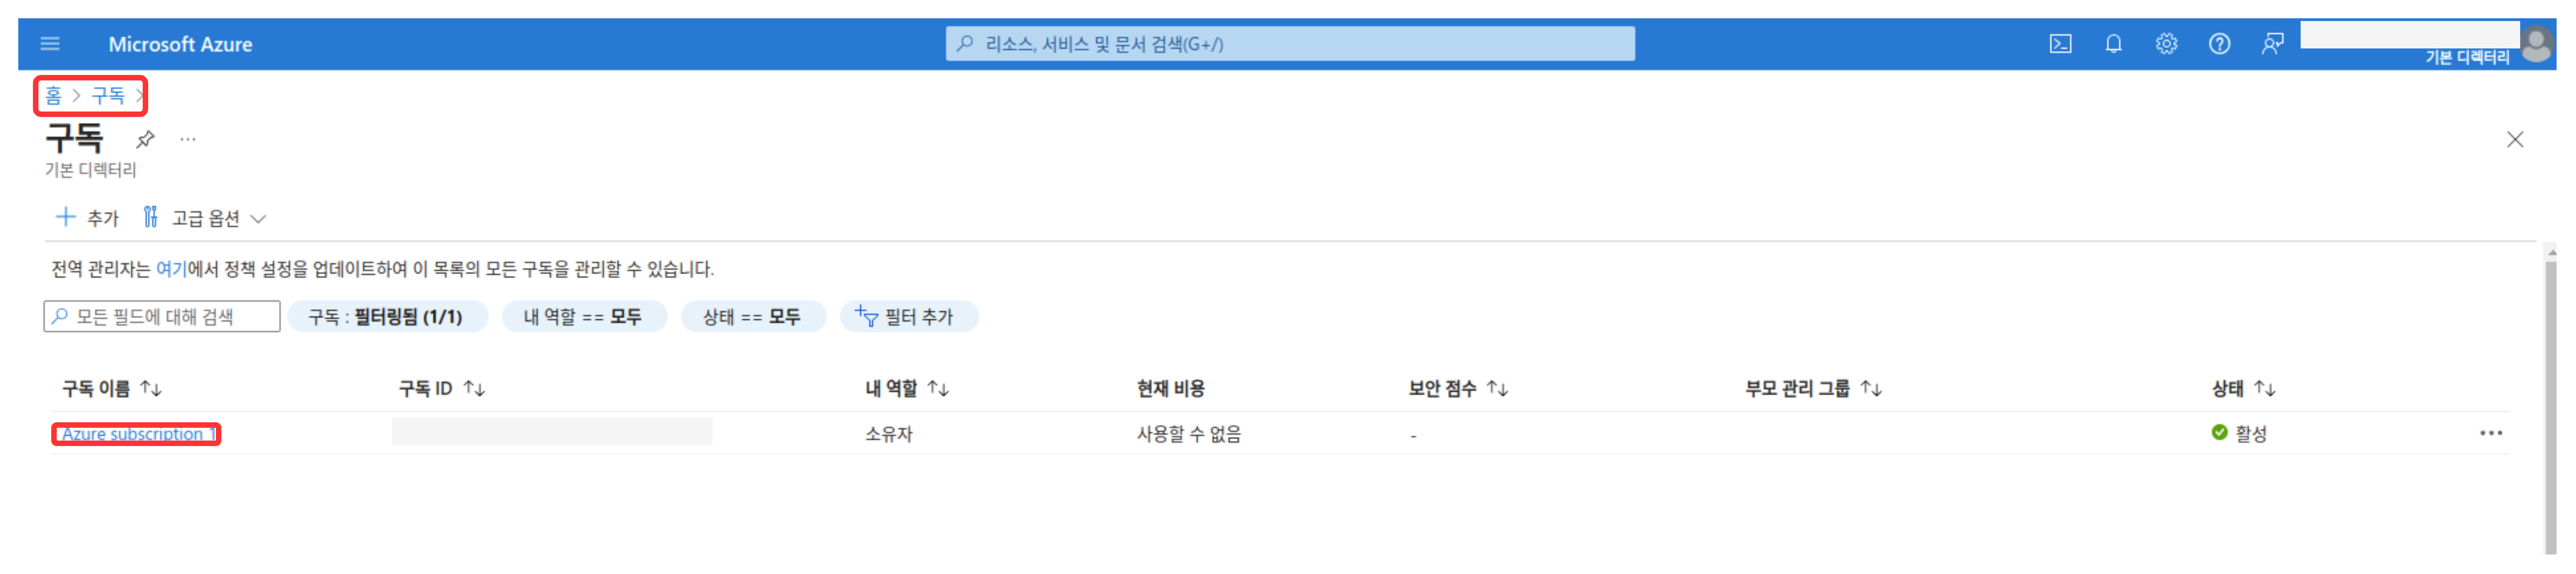 Microsoft Azure
리소스, 서비스 및 문서 검색(G+/)
기본 디렉터리
홈 > 구독 >
구독 ...
기본 디렉터리
+ 추가 고급 옵션
전역 관리자는 여기에서 정책 설정을 업데이트하여 이 목록의 모든 구독을 관리할 수 있습니다.
모든 필드에 대해 검색 구독 : 필터링됨 (1/1) 내 역할 == 모두 상태 == 모두 필터 추가
구독 이름 ↑↓ 구독 ID ↑↓ 내 역할 ↑↓ 현재 비용 보안 점수 ↑↓ 부모 관리 그룹 ↑↓ 상태 ↑↓
Azure subscription 1 소유자 사용할 수 없음 - 활성 ...